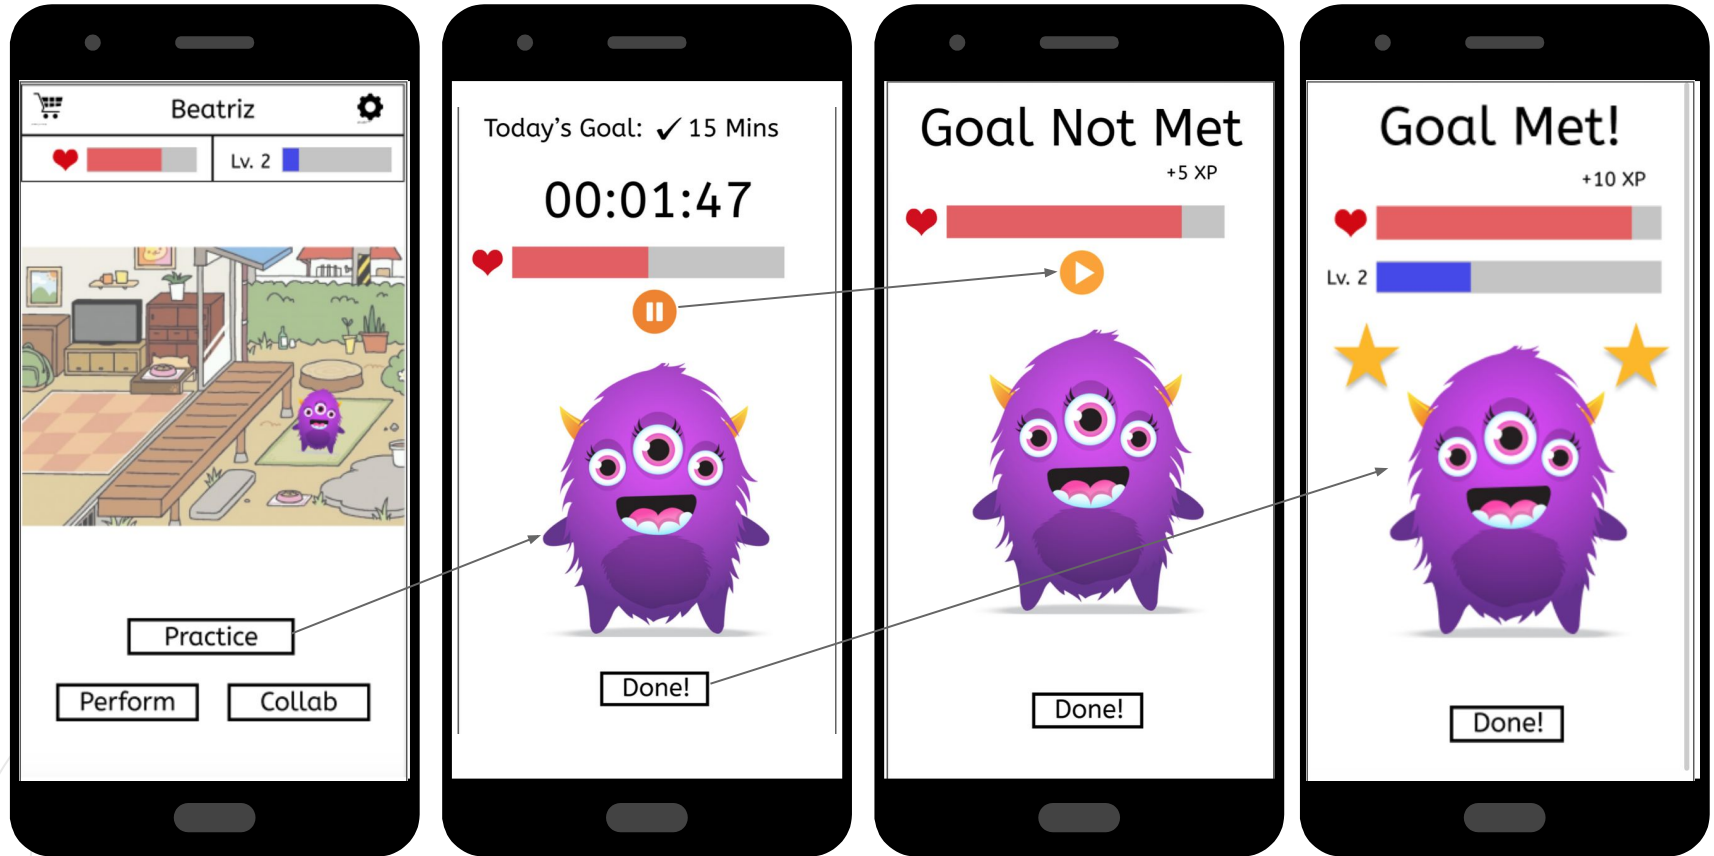 Beatriz
Lv. 2
Practice
Perform
Collab
Today's Goal: ✓ 15 Mins
00:01:47
Done!
Goal Not Met
+5 XP
Done!
Goal Met!
+10 XP
Lv. 2
Done!